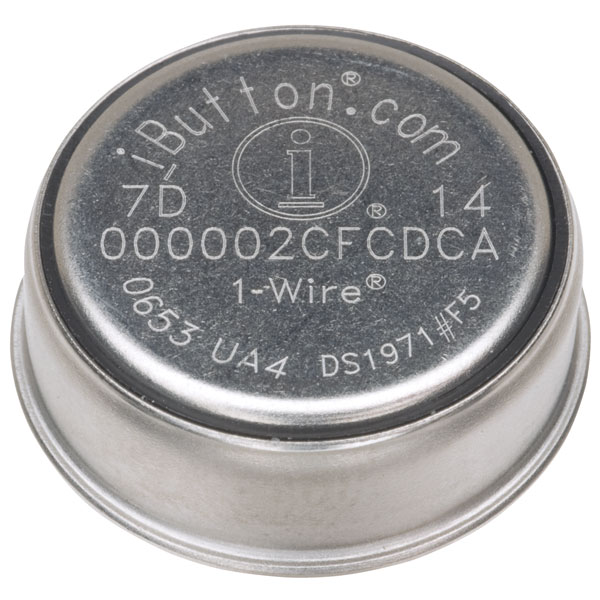 iButton®.com
i®
7D 14
000002CFCDCA
1-Wire®
0653 UA4 DS1971#F5